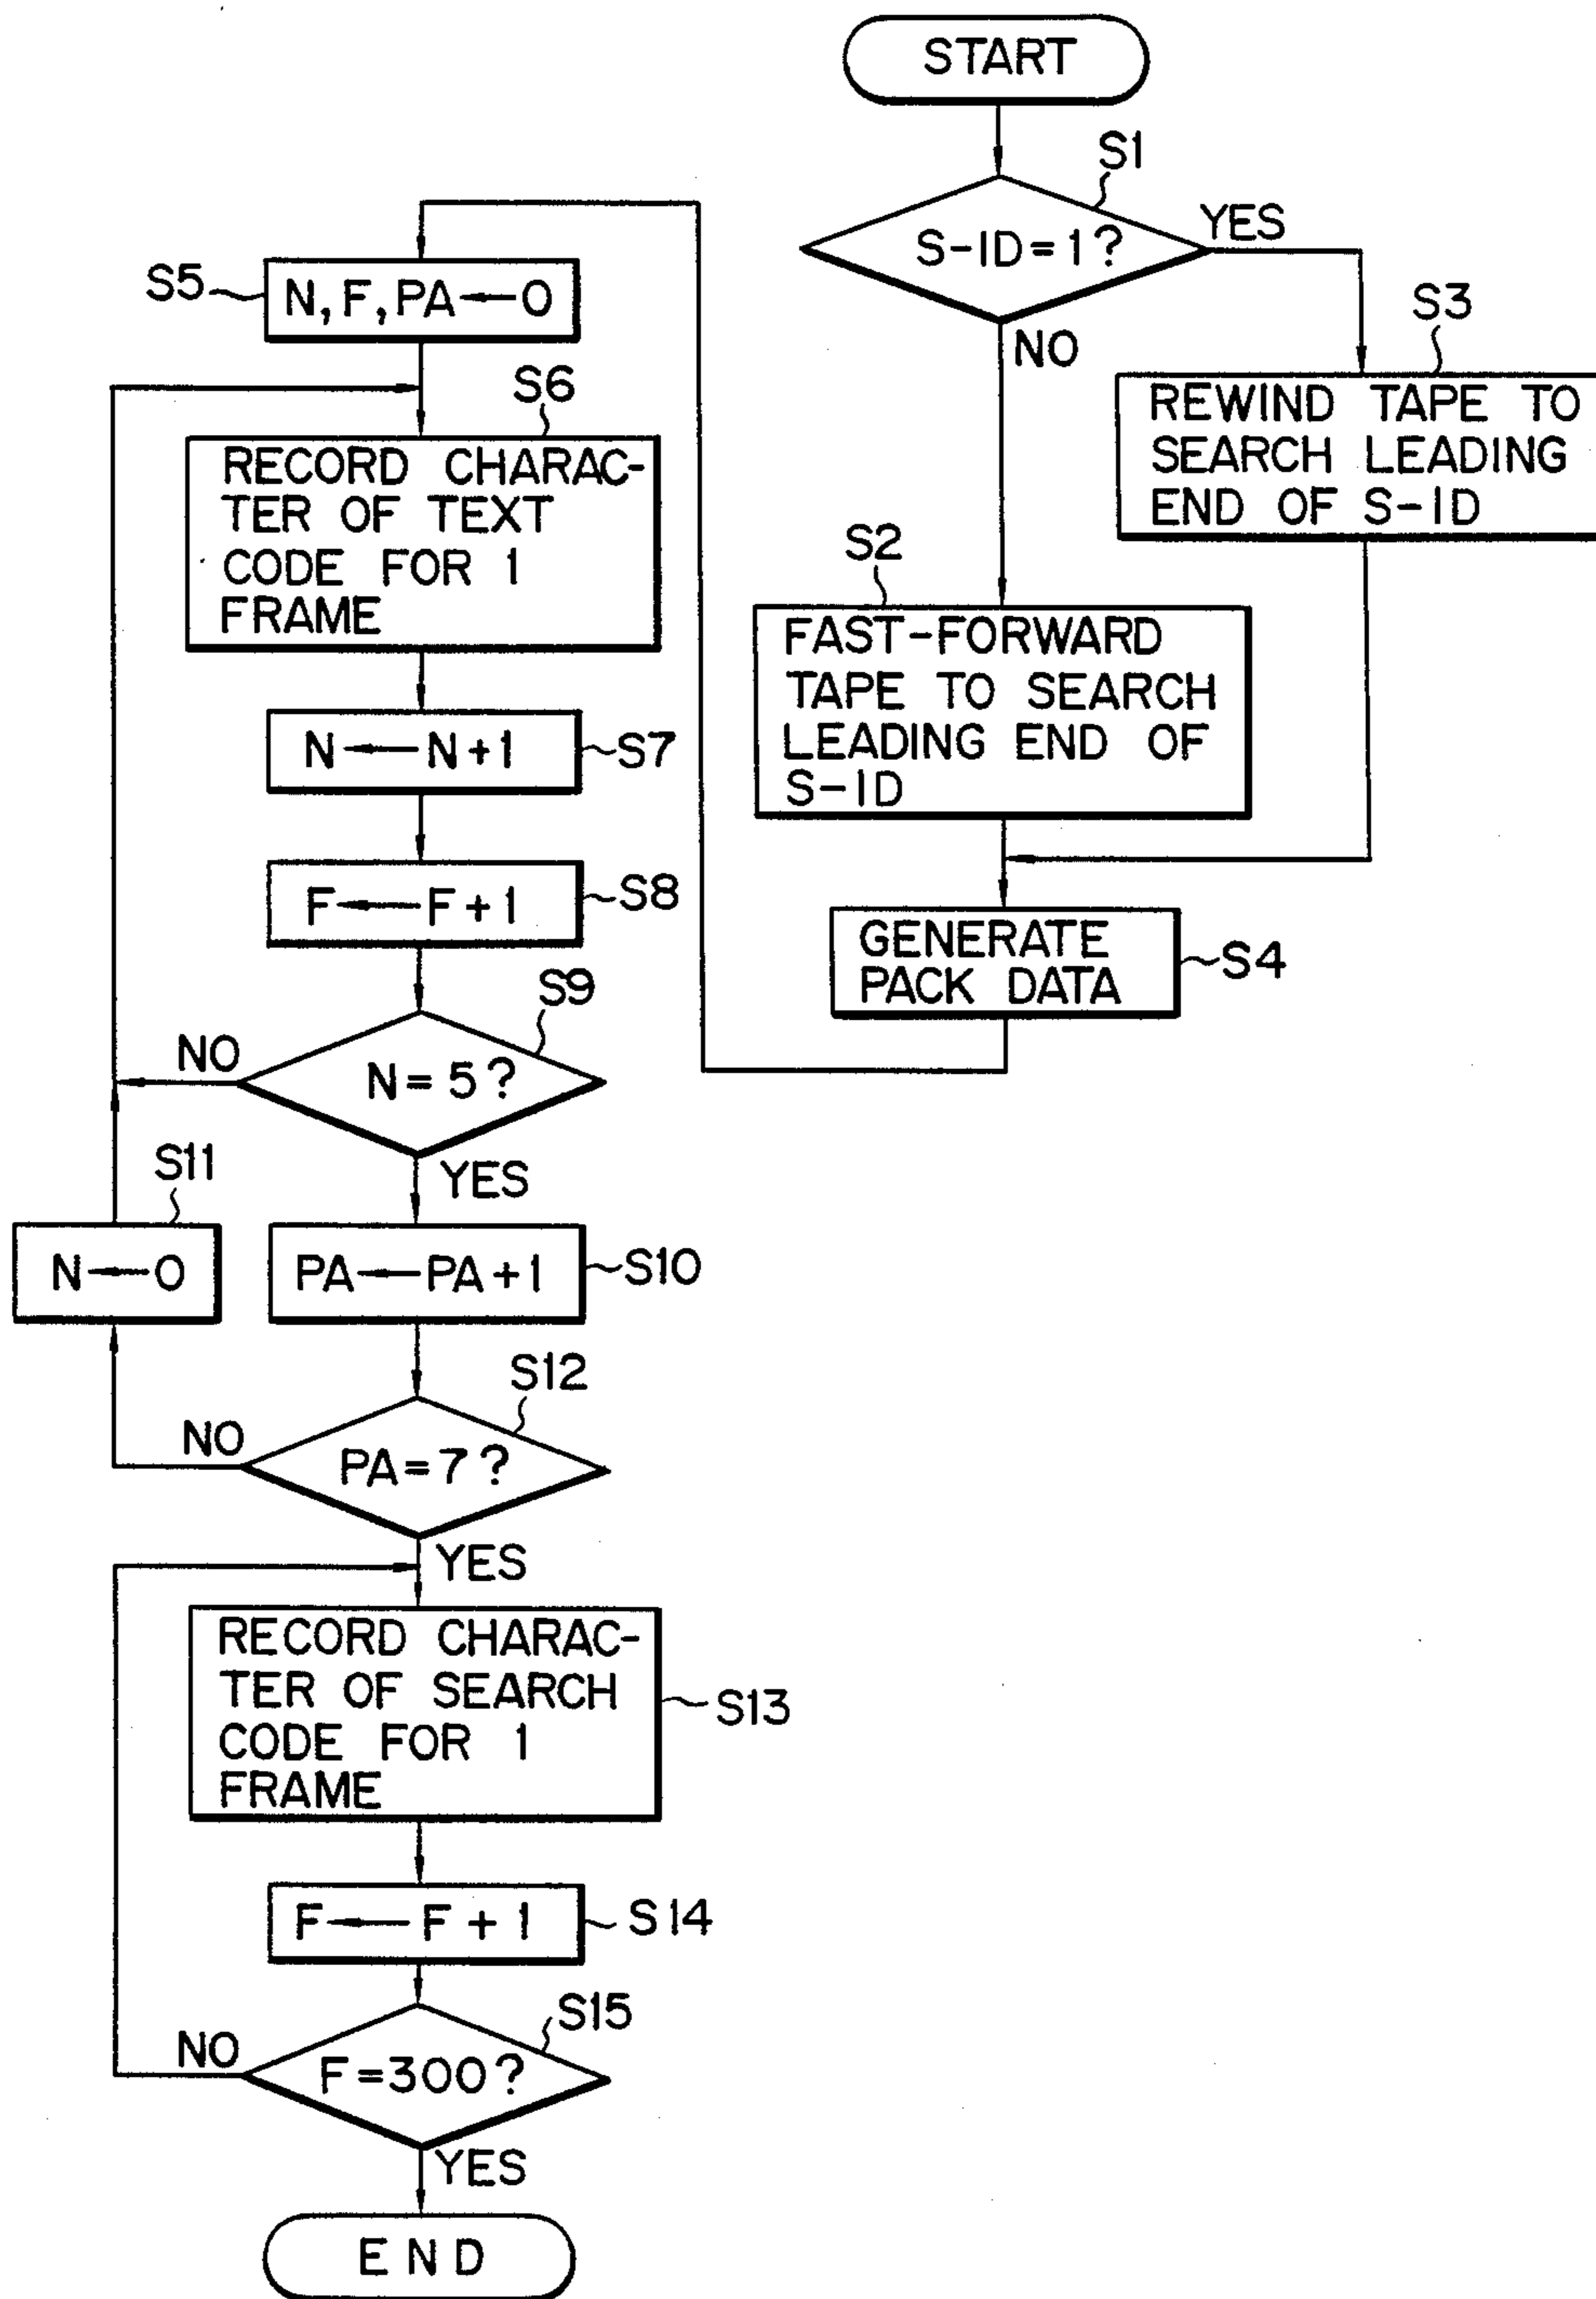 START
S1
S-ID=1?
YES
NO
S3
REWIND TAPE TO
SEARCH LEADING
END OF S-ID
S2
FAST-FORWARD
TAPE TO SEARCH
LEADING END OF
S-ID
GENERATE
PACK DATA
S4
S5
N, F, PA←0
S6
RECORD CHARAC-
TER OF TEXT
CODE FOR 1
FRAME
N←N+1
S7
F←F+1
S8
S9
N=5?
NO
YES
S11
N←0
PA←PA+1
S10
S12
PA=7?
NO
YES
RECORD CHARAC-
TER OF SEARCH
CODE FOR 1
FRAME
S13
F←F+1
S14
S15
F=300?
NO
YES
END